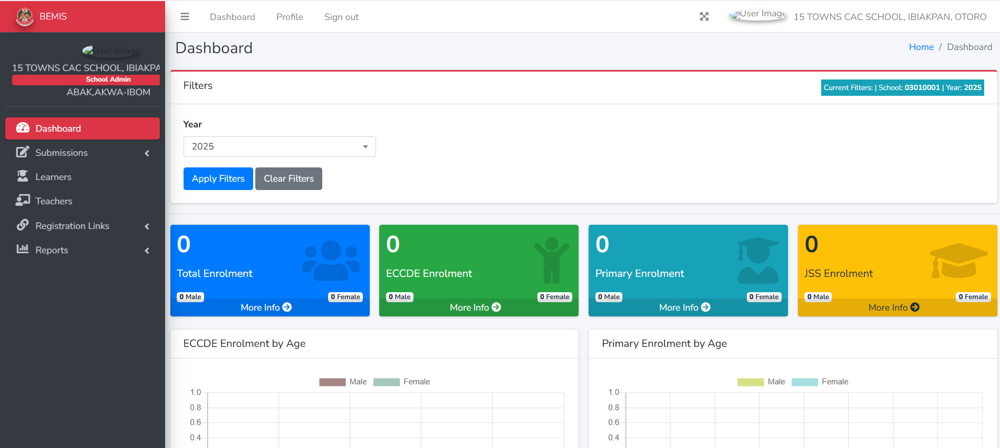 BEMIS
Dashboard Profile Sign out
User Image 15 TOWNS CAC SCHOOL, IBIAKPAN, OTORO
User Image
15 TOWNS CAC SCHOOL, IBIAKPA
School Admin
ABAK,AKWA-IBOM
Dashboard
Submissions
Learners
Teachers
Registration Links
Reports
Dashboard
Home / Dashboard
Filters
Current Filters: | School: 03010001 | Year: 2025
Year
2025
Apply Filters Clear Filters
0
Total Enrolment
0 Male 0 Female
More Info
0
ECCDE Enrolment
0 Male 0 Female
More Info
0
Primary Enrolment
0 Male 0 Female
More Info
0
JSS Enrolment
0 Male 0 Female
More Info
ECCDE Enrolment by Age
Male Female
1.0
0.8
0.6
0.4
Primary Enrolment by Age
Male Female
1.0
0.8
0.6
0.4